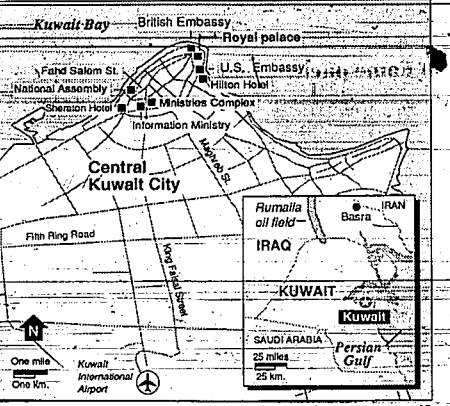 Kuwait Bay
British Embassy
Royal palace
Fahd Salem St.
U.S. Embassy
National Assembly
Hilton Hotel
Sheraton Hotel
Ministries Complex
Information Ministry
Maghreb St.
Central
Kuwait City
Fifth Ring Road
King Faisal Street
N
One mile
One Km.
Kuwait
International
Airport
Rumaila
oil field
Basra
IRAN
IRAQ
KUWAIT
Kuwait
SAUDI ARABIA
25 miles
25 km.
Persian
Gulf